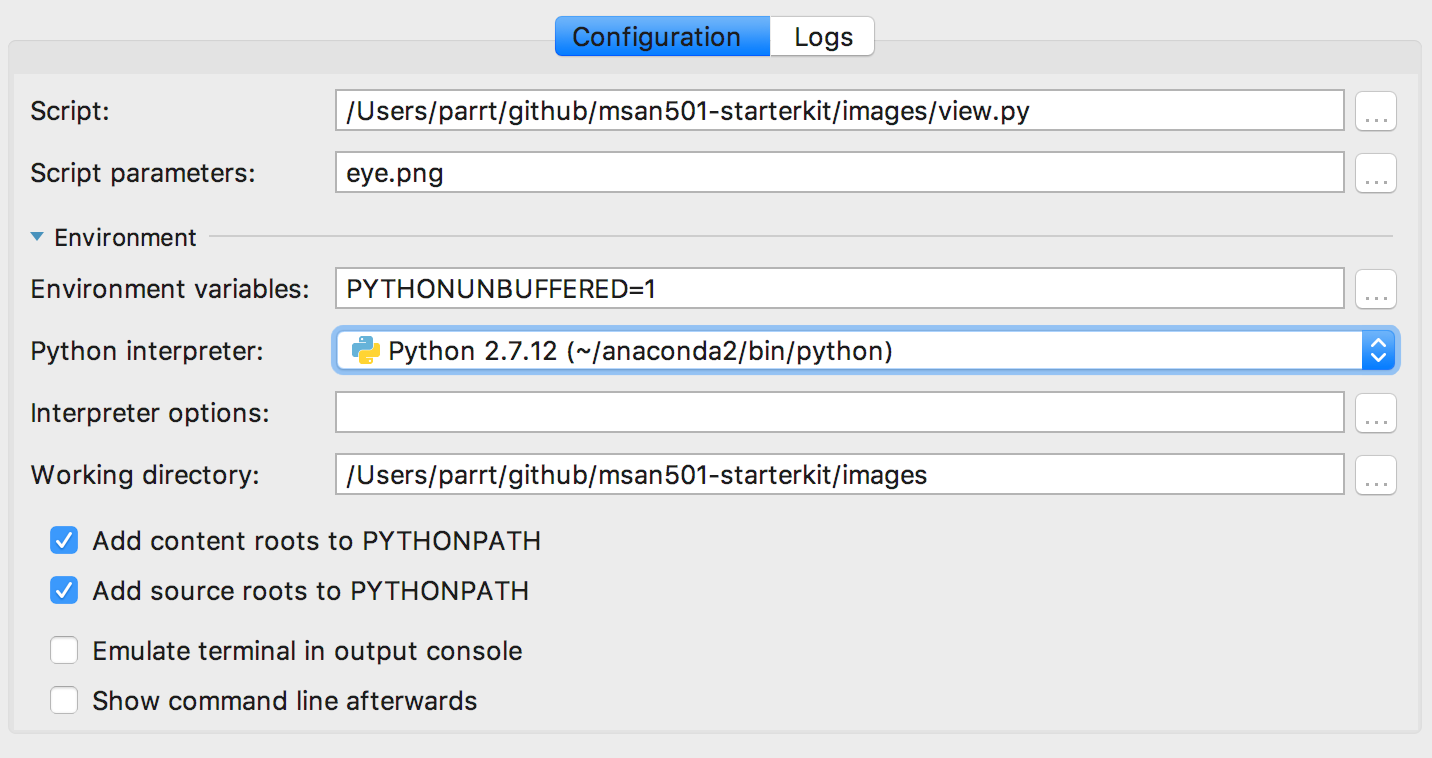 Configuration Logs
Script: /Users/parrt/github/msan501-starterkit/images/view.py ...
Script parameters: eye.png ...
Environment
Environment variables: PYTHONUNBUFFERED=1 ...
Python interpreter: Python 2.7.12 (~/anaconda2/bin/python)
Interpreter options: ...
Working directory: /Users/parrt/github/msan501-starterkit/images ...
Add content roots to PYTHONPATH
Add source roots to PYTHONPATH
Emulate terminal in output console
Show command line afterwards